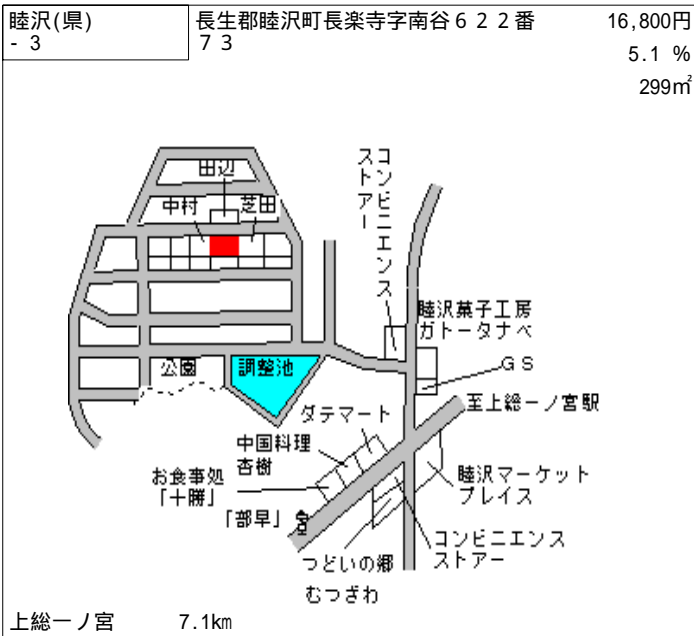 睦沢(県)
- 3
長生郡睦沢町長楽寺字南谷６２２番
７３
16,800円
5.1 %
299㎡
田辺
中村
芝田
コンビニエンス
ストアー
睦沢菓子工房
ガトータナベ
ＧＳ
公園
調整池
至上総一ノ宮駅
ダテマート
中国料理
杏樹
お食事処
「十勝」
「部早」
睦沢マーケット
プレイス
コンビニエンス
ストアー
つどいの郷
むつざわ
上総一ノ宮
7.1km